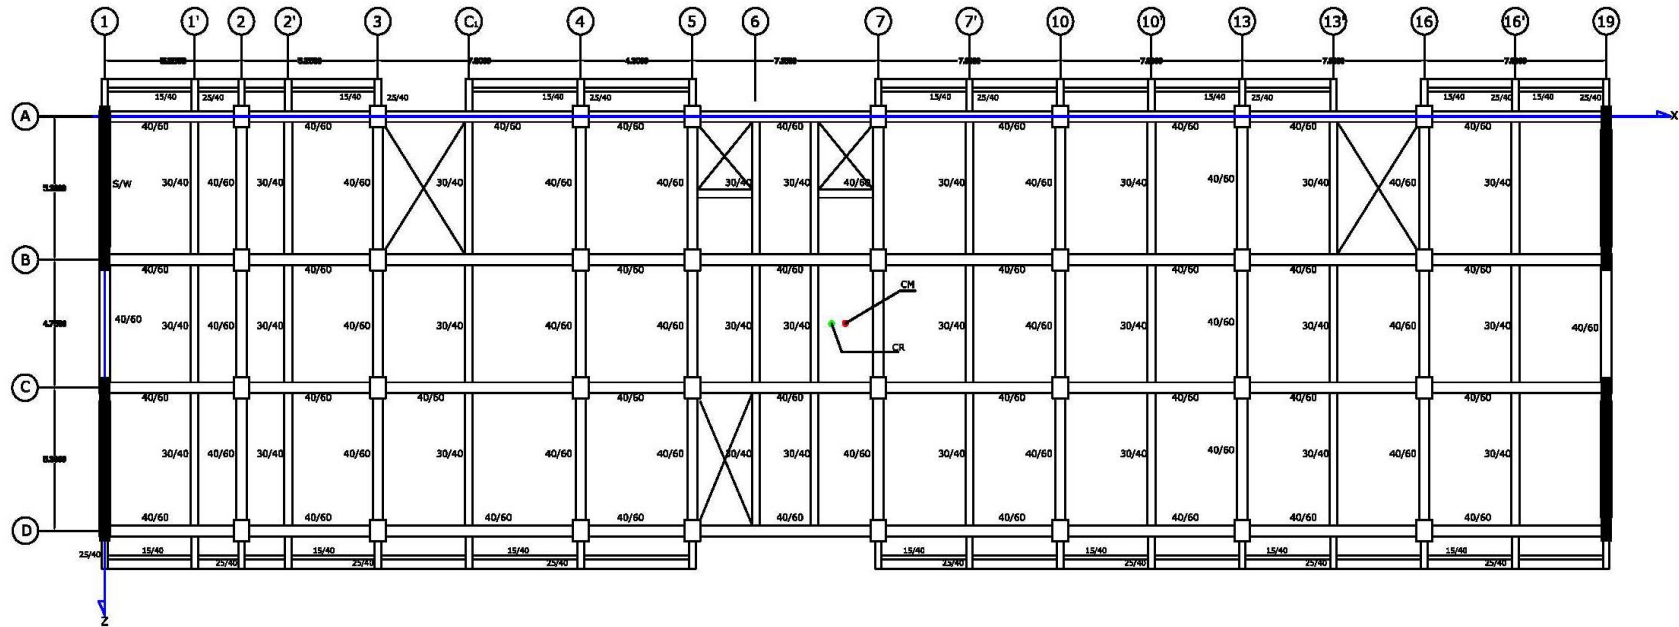 1 1' 2 2' 3 C₁ 4 5 6 7 7' 10 10' 13 13' 16 16' 19
15/40 25/40 15/40 25/40 15/40 25/40 15/40 25/40 15/40 25/40 15/40 25/40 15/40 25/40
A X
40/60 40/60 40/60 40/60 40/60 40/60 40/60 40/60 40/60
S/W 30/40 40/60 30/40 40/60 30/40 40/60 40/60 30/40 30/40 40/60 30/40 40/60 30/40 40/60 30/40 40/60 30/40
B
40/60 40/60 40/60 40/60 40/60 40/60 40/60 40/60
CM
40/60 30/40 40/60 30/40 40/60 30/40 40/60 40/60 30/40 30/40 30/40 40/60 30/40 40/60 30/40 40/60 30/40 40/60
CR
C
40/60 40/60 40/60 40/60 40/60 40/60 40/60 40/60 40/60
30/40 40/60 30/40 40/60 30/40 40/60 40/60 30/40 30/40 40/60 30/40 40/60 30/40 40/60 30/40 40/60 30/40
40/60 40/60 40/60 40/60 40/60 40/60 40/60 40/60 40/60
D
25/40 15/40 15/40 15/40 15/40 15/40 15/40 15/40
25/40 25/40 25/40 25/40 25/40 25/40 25/40
Z